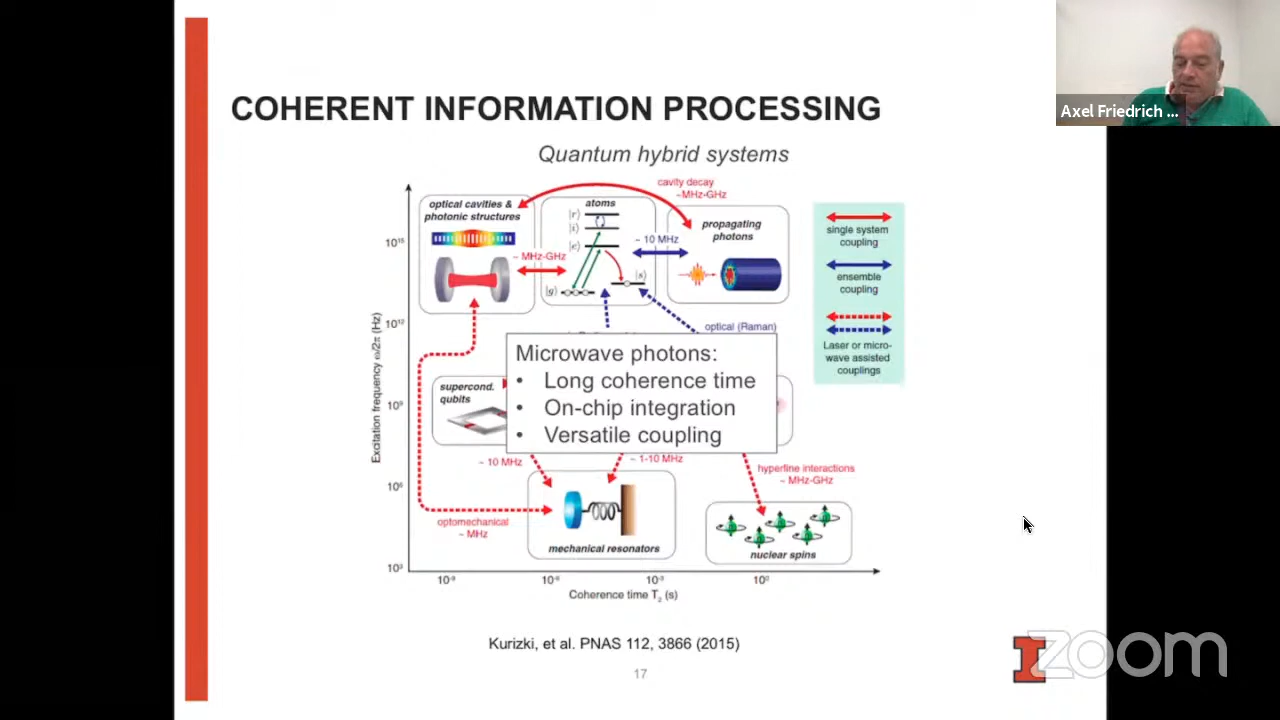 Axel Friedrich ...
COHERENT INFORMATION PROCESSING
Quantum hybrid systems
cavity decay
~MHz-GHz
optical cavities &
photonic structures
atoms
|r⟩
|i⟩
|e⟩
|s⟩
|g⟩
~ MHz-GHz
~ 10 MHz
propagating
photons
single system
coupling
ensemble
coupling
Laser or micro-
wave assisted
couplings
optical (Raman)
Microwave photons:
• Long coherence time
• On-chip integration
• Versatile coupling
supercond.
qubits
~ 10 MHz
~ 1-10 MHz
hyperfine interactions
~ MHz-GHz
optomechanical
~ MHz
mechanical resonators
nuclear spins
Excitation frequency ω/2π (Hz)
10¹⁵
10¹²
10⁹
10⁶
10³
10⁻⁹
10⁻⁶
10⁻³
10⁰
Coherence time T₂ (s)
Kurizki, et al. PNAS 112, 3866 (2015)
17
zoom